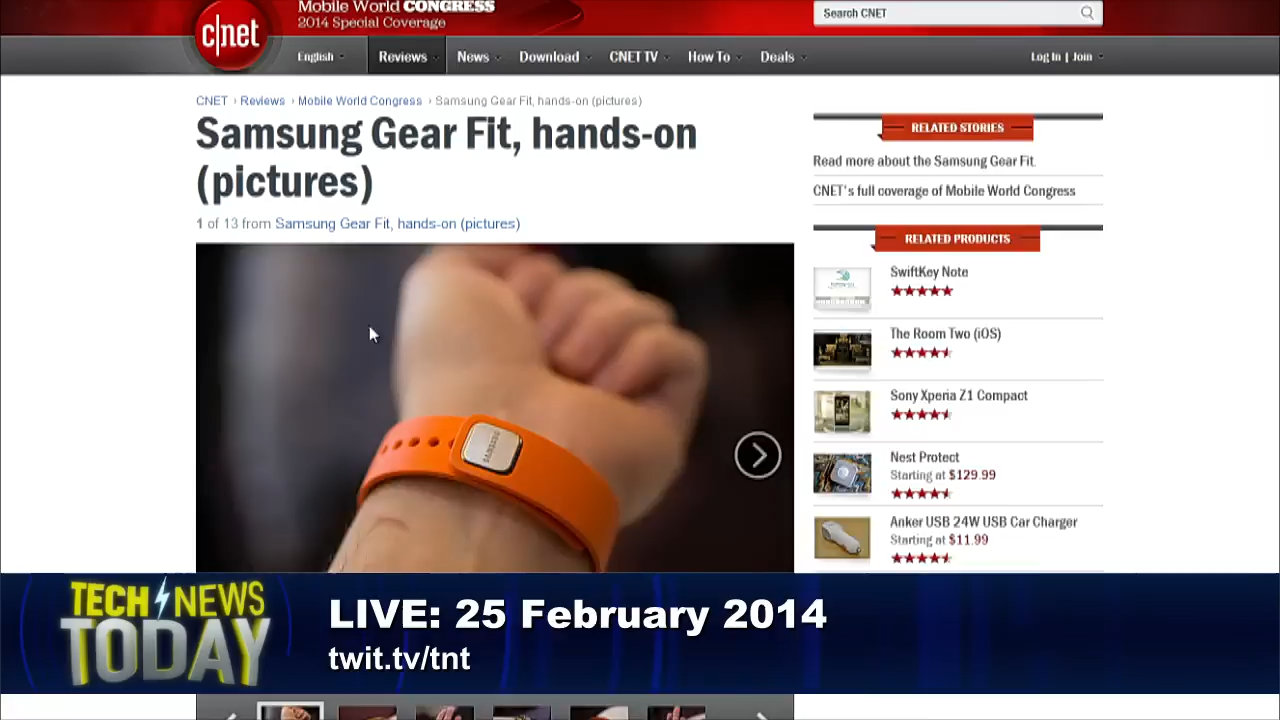 Mobile World CONGRESS
2014 Special Coverage
c|net
Search CNET
English
Reviews
News
Download
CNET TV
How To
Deals
Log In | Join
CNET › Reviews › Mobile World Congress › Samsung Gear Fit, hands-on (pictures)
Samsung Gear Fit, hands-on
(pictures)
1 of 13 from Samsung Gear Fit, hands-on (pictures)
SAMSUNG
RELATED STORIES
Read more about the Samsung Gear Fit
CNET's full coverage of Mobile World Congress
RELATED PRODUCTS
SwiftKey Note
The Room Two (iOS)
Sony Xperia Z1 Compact
Nest Protect
Starting at $129.99
Anker USB 24W USB Car Charger
Starting at $11.99
TECH NEWS
TODAY
LIVE: 25 February 2014
twit.tv/tnt